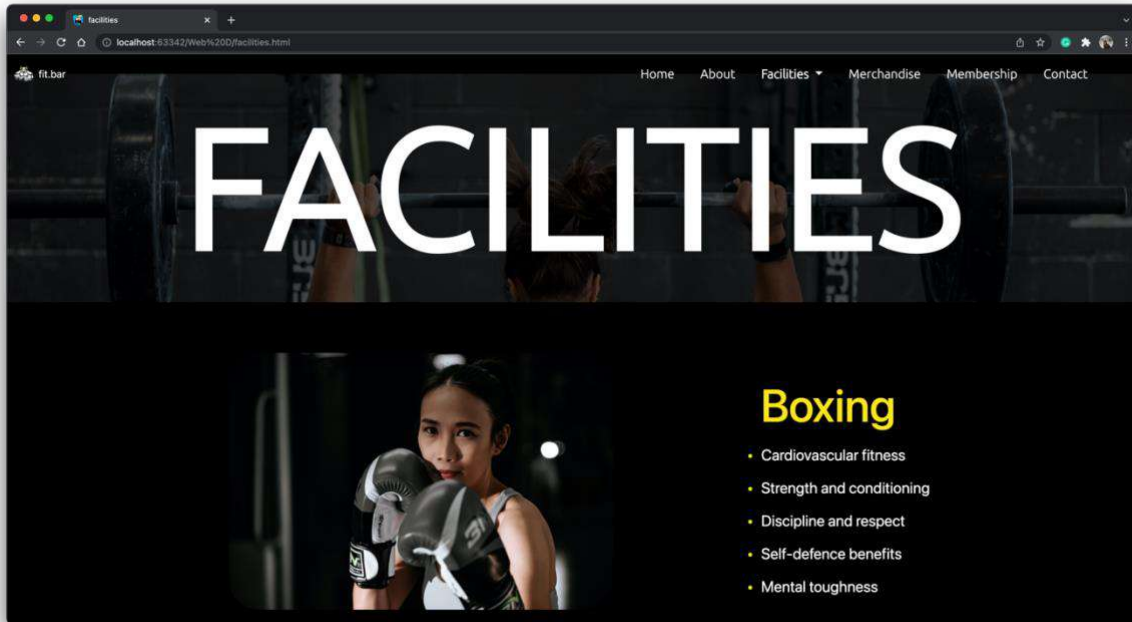 facilities
localhost:63342/Web%20D/facilities.html
fit.bar
Home About Facilities Merchandise Membership Contact
FACILITIES
Boxing
• Cardiovascular fitness
• Strength and conditioning
• Discipline and respect
• Self-defence benefits
• Mental toughness